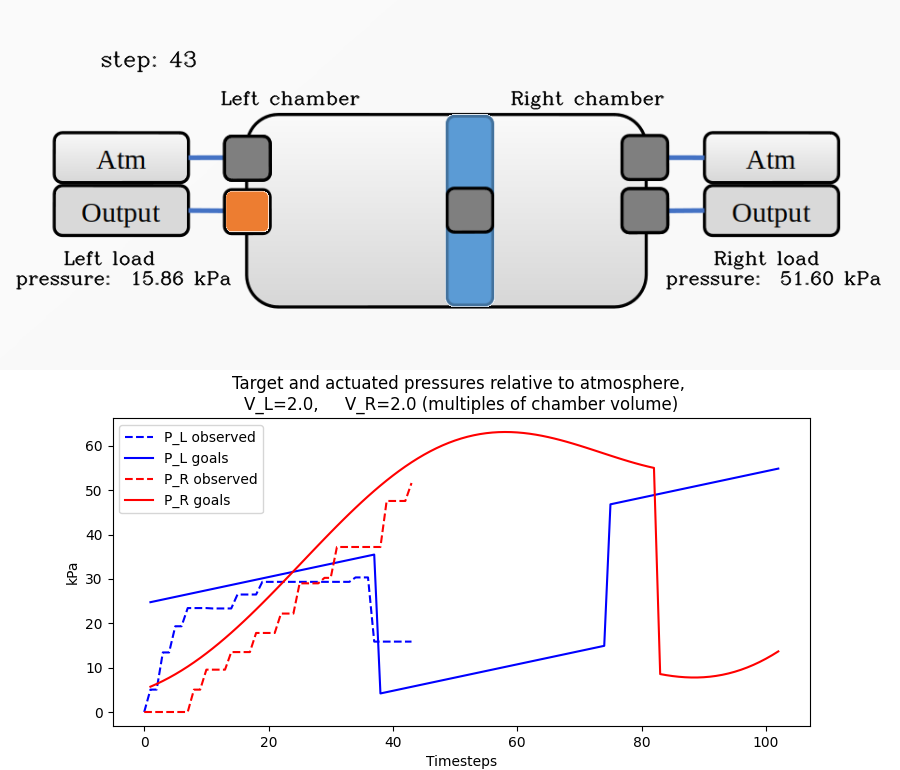 step: 43
Left chamber
Right chamber
Atm
Atm
Output
Output
Left load
pressure: 15.86 kPa
Right load
pressure: 51.60 kPa
Target and actuated pressures relative to atmosphere,
V_L=2.0, V_R=2.0 (multiples of chamber volume)
P_L observed
P_L goals
P_R observed
P_R goals
60
50
40
30
20
10
0
kPa
0 20 40 60 80 100
Timesteps